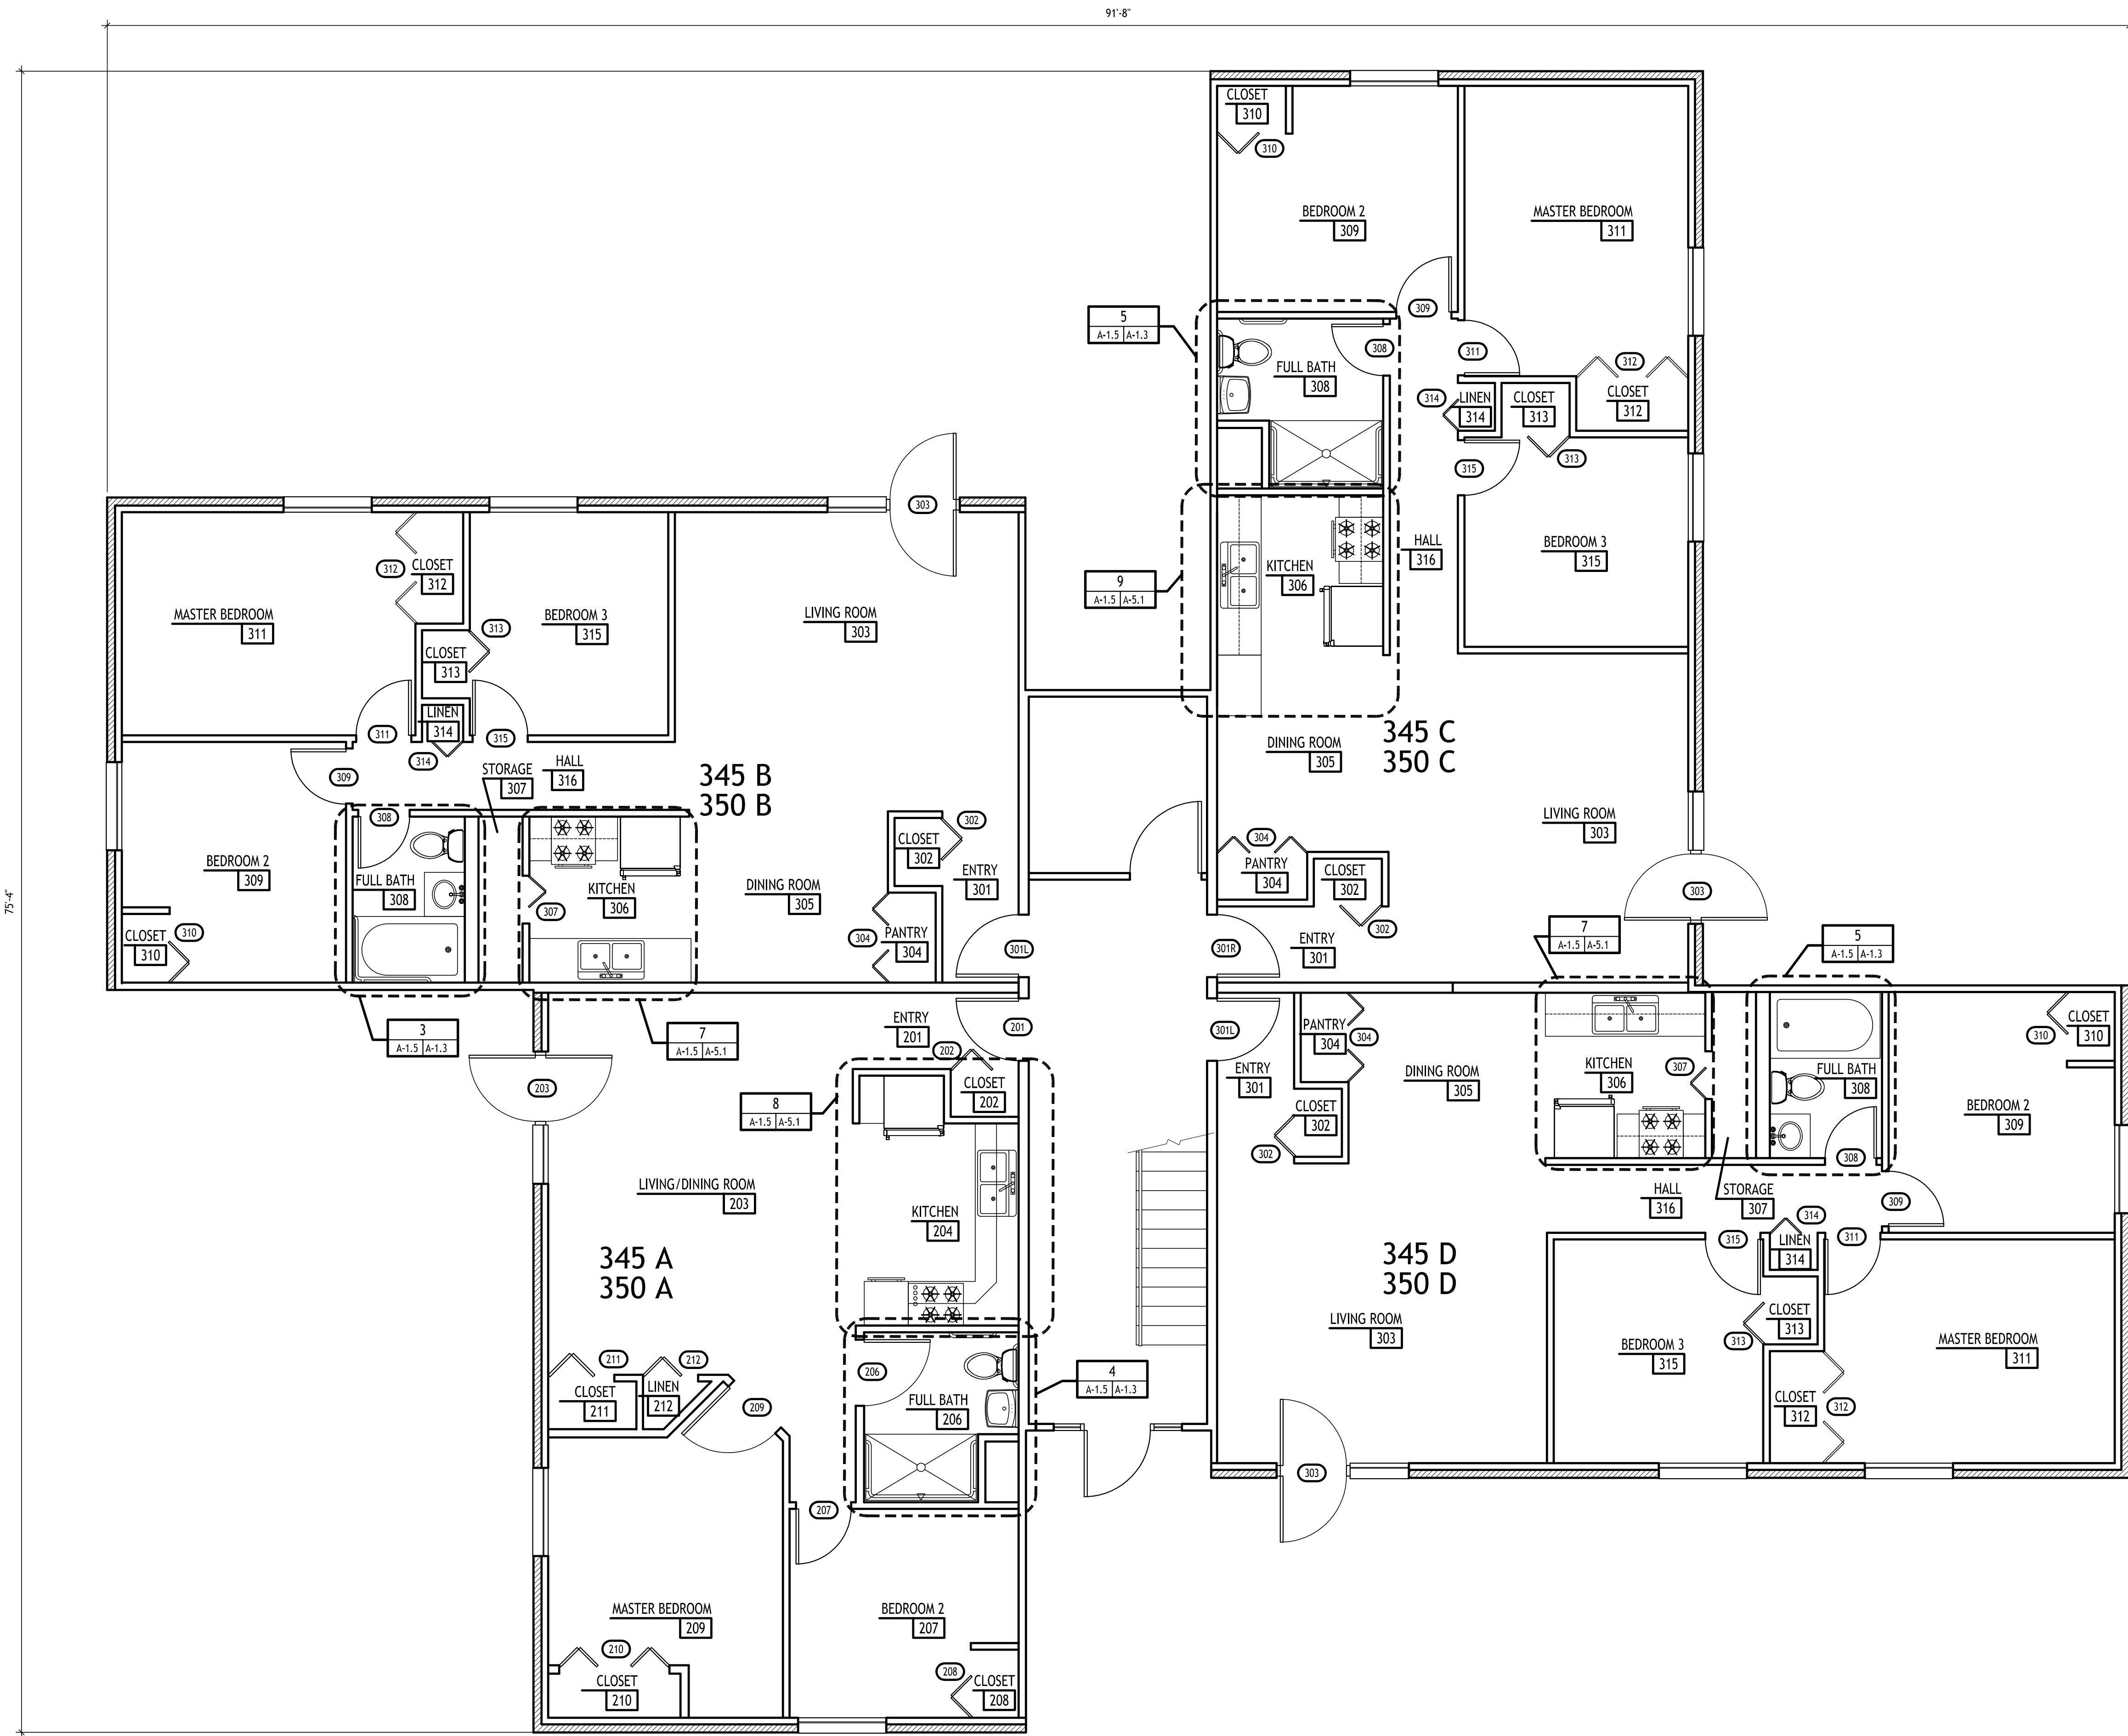 91'-8"
75'-4"
CLOSET
310
310
BEDROOM 2
309
MASTER BEDROOM
311
309
5
A-1.5 A-1.3
308
311
312
FULL BATH
308
314
LINEN
314
CLOSET
313
CLOSET
312
315
313
9
A-1.5 A-5.1
KITCHEN
306
HALL
316
BEDROOM 3
315
345 C
350 C
DINING ROOM
305
LIVING ROOM
303
304
PANTRY
304
CLOSET
302
302
303
301R
ENTRY
301
303
312
CLOSET
312
MASTER BEDROOM
311
BEDROOM 3
315
LIVING ROOM
303
313
CLOSET
313
LINEN
314
311
315
314
309
STORAGE
307
HALL
316
345 B
350 B
308
302
CLOSET
302
BEDROOM 2
309
FULL BATH
308
KITCHEN
306
307
DINING ROOM
305
ENTRY
301
310
CLOSET
310
304
PANTRY
304
301L
3
A-1.5 A-1.3
7
A-1.5 A-5.1
ENTRY
201
201
202
203
CLOSET
202
8
A-1.5 A-5.1
LIVING/DINING ROOM
203
KITCHEN
204
345 A
350 A
211
212
CLOSET
211
LINEN
212
206
209
FULL BATH
206
4
A-1.5 A-1.3
207
MASTER BEDROOM
209
BEDROOM 2
207
210
CLOSET
210
208
CLOSET
208
7
A-1.5 A-5.1
5
A-1.5 A-1.3
301L
ENTRY
301
PANTRY
304
304
CLOSET
302
302
DINING ROOM
305
KITCHEN
306
307
FULL BATH
308
308
310
CLOSET
310
BEDROOM 2
309
HALL
316
STORAGE
307
309
314
315
LINEN
314
311
345 D
350 D
LIVING ROOM
303
CLOSET
313
313
BEDROOM 3
315
MASTER BEDROOM
311
CLOSET
312
312
303